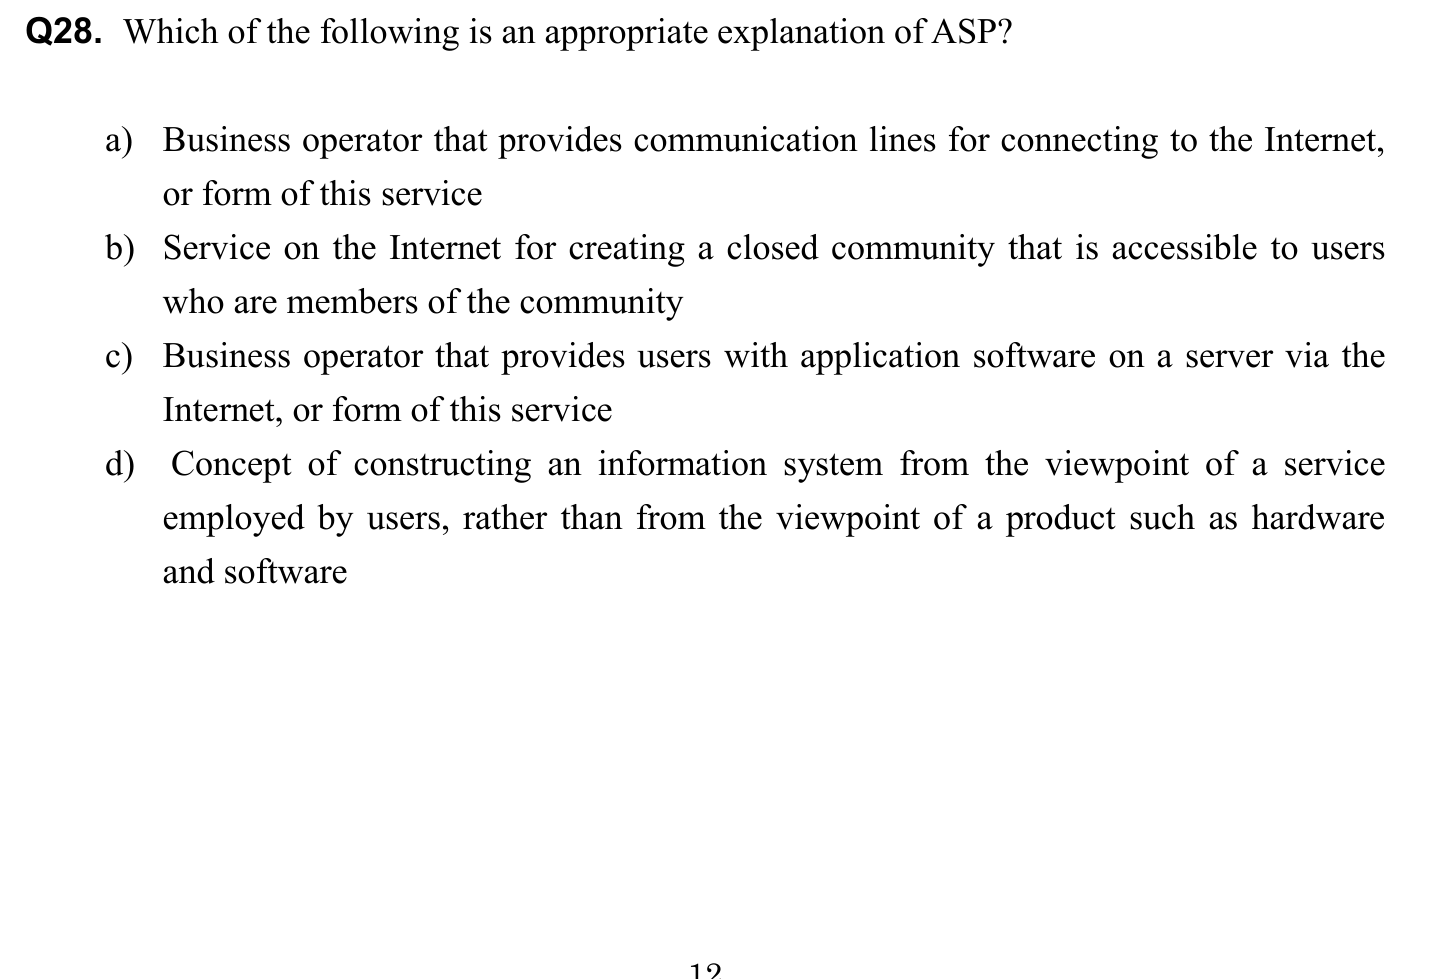 Q28. Which of the following is an appropriate explanation of ASP?
a) Business operator that provides communication lines for connecting to the Internet,
or form of this service
b) Service on the Internet for creating a closed community that is accessible to users
who are members of the community
c) Business operator that provides users with application software on a server via the
Internet, or form of this service
d) Concept of constructing an information system from the viewpoint of a service
employed by users, rather than from the viewpoint of a product such as hardware
and software
12